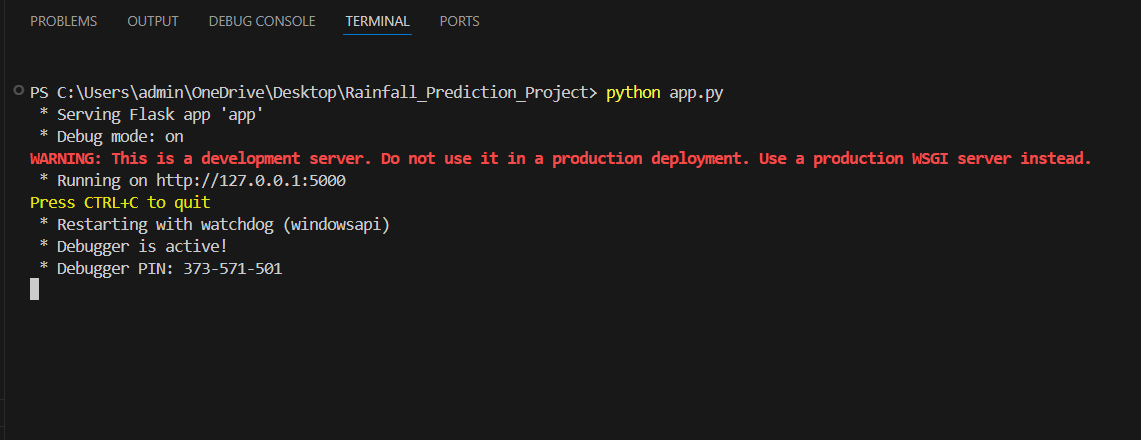 PROBLEMS OUTPUT DEBUG CONSOLE TERMINAL PORTS
PS C:\Users\admin\OneDrive\Desktop\Rainfall_Prediction_Project> python app.py
* Serving Flask app 'app'
* Debug mode: on
WARNING: This is a development server. Do not use it in a production deployment. Use a production WSGI server instead.
* Running on http://127.0.0.1:5000
Press CTRL+C to quit
* Restarting with watchdog (windowsapi)
* Debugger is active!
* Debugger PIN: 373-571-501